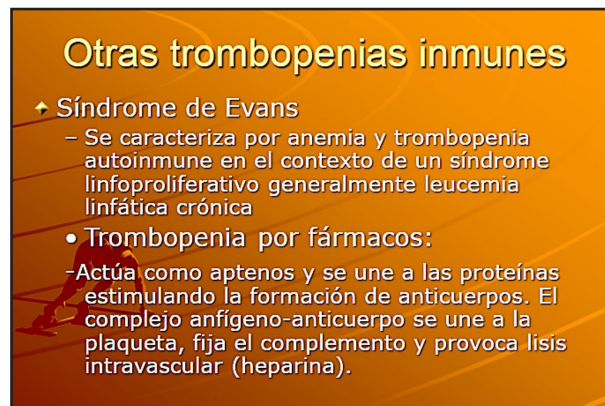 Otras trombopenias inmunes
Síndrome de Evans
– Se caracteriza por anemia y trombopenia
autoinmune en el contexto de un síndrome
linfoproliferativo generalmente leucemia
linfática crónica
• Trombopenia por fármacos:
-Actúa como aptenos y se une a las proteínas
estimulando la formación de anticuerpos. El
complejo anfígeno-anticuerpo se une a la
plaqueta, fija el complemento y provoca lisis
intravascular (heparina).